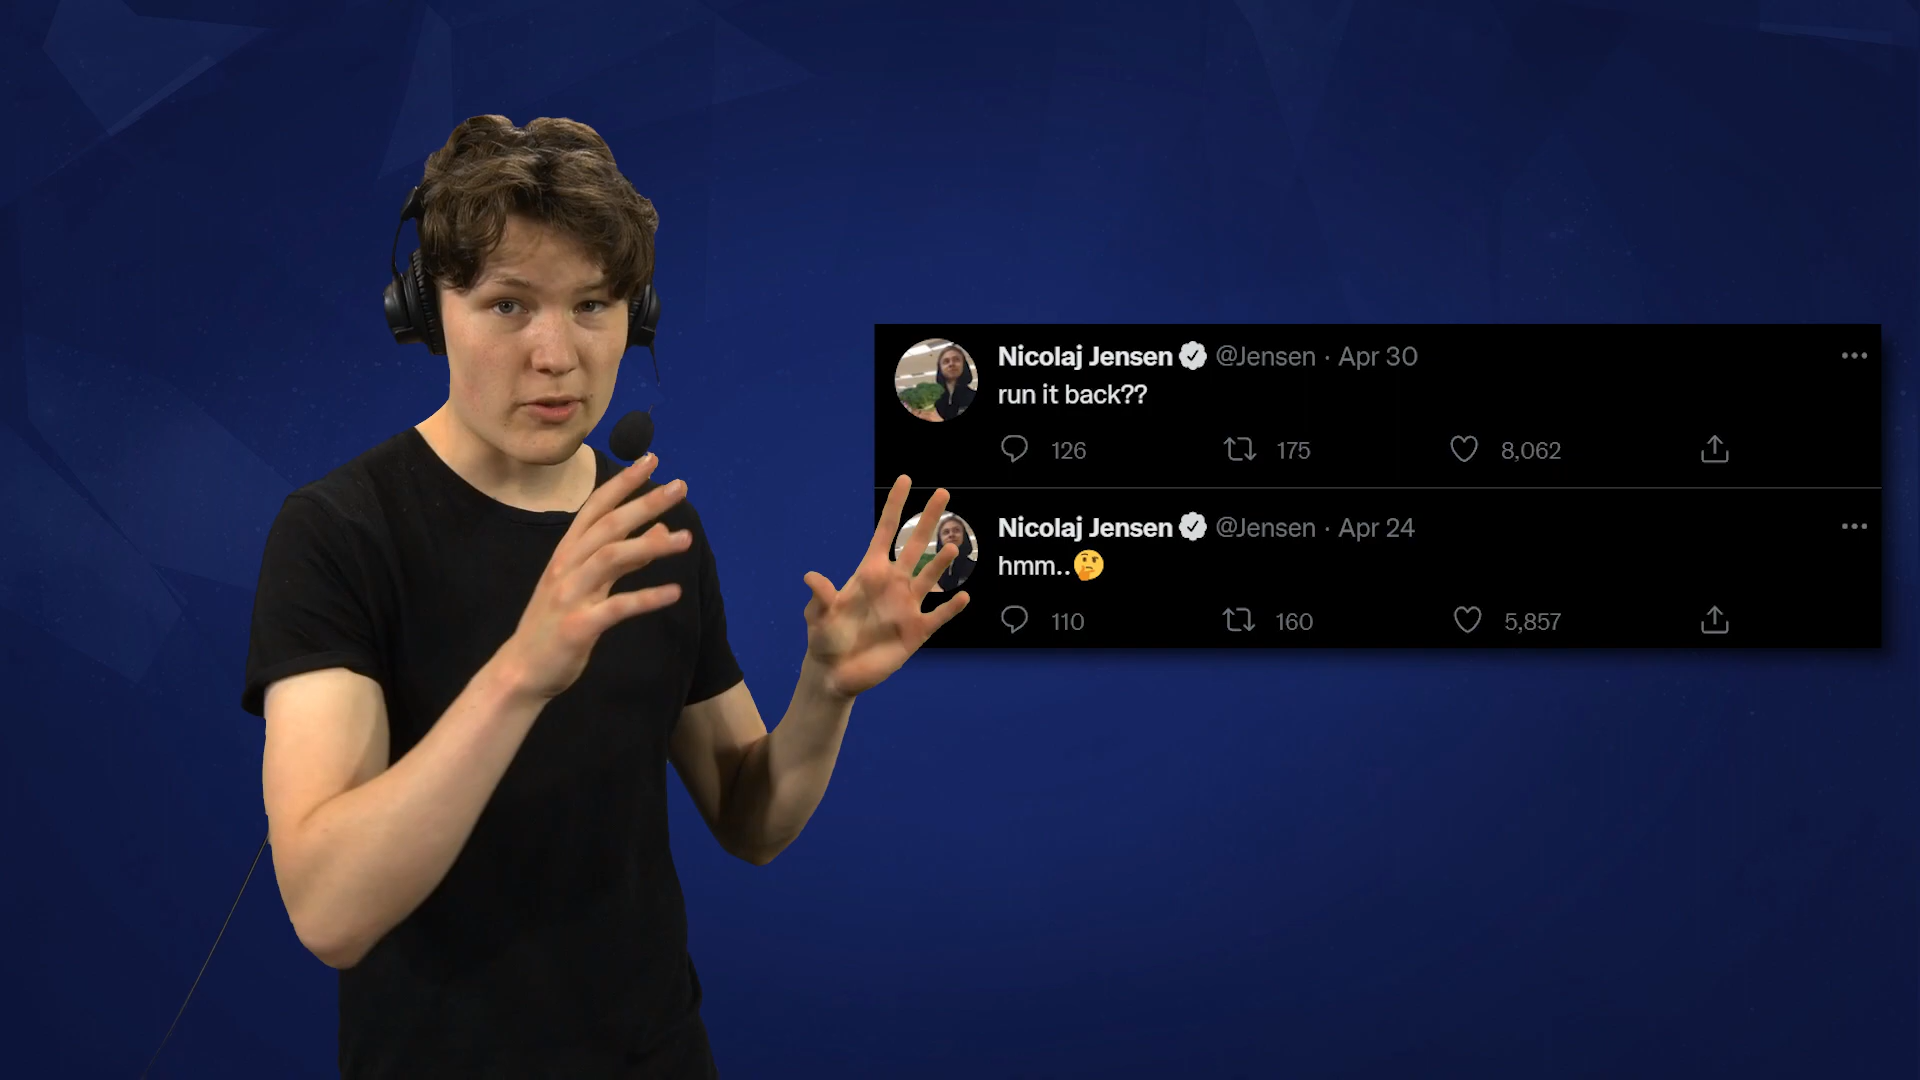 Nicolaj Jensen @Jensen · Apr 30
run it back??
126 175 8,062
Nicolaj Jensen @Jensen · Apr 24
hmm..🤔
110 160 5,857